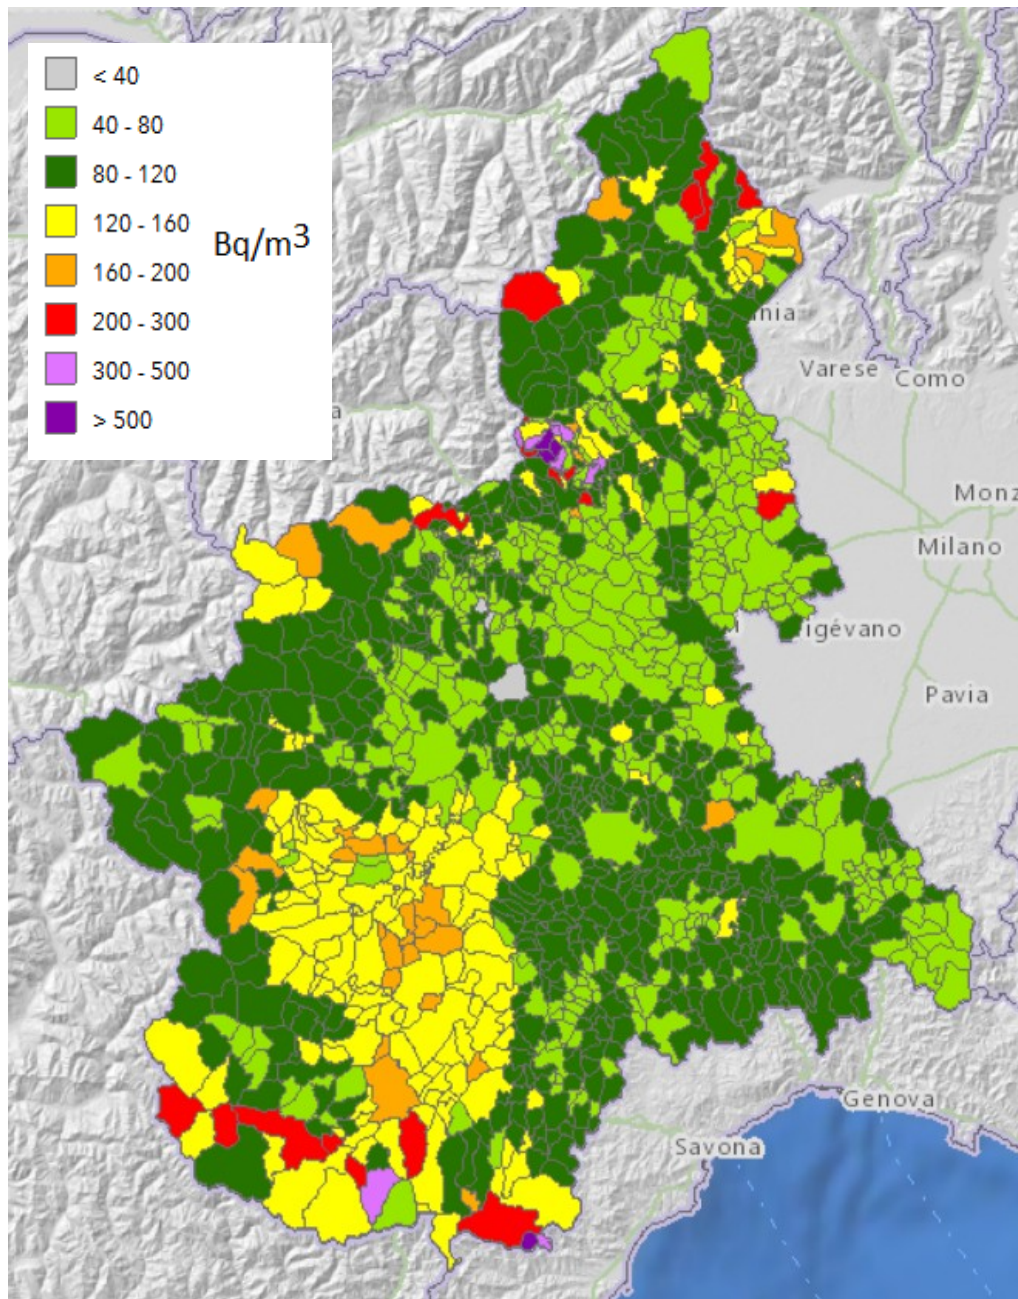 < 40
40 - 80
80 - 120
120 - 160
160 - 200
200 - 300
300 - 500
> 500
Bq/m³
nia
Varese
Como
a
Monz
Milano
igévano
Pavia
Genova
Savona